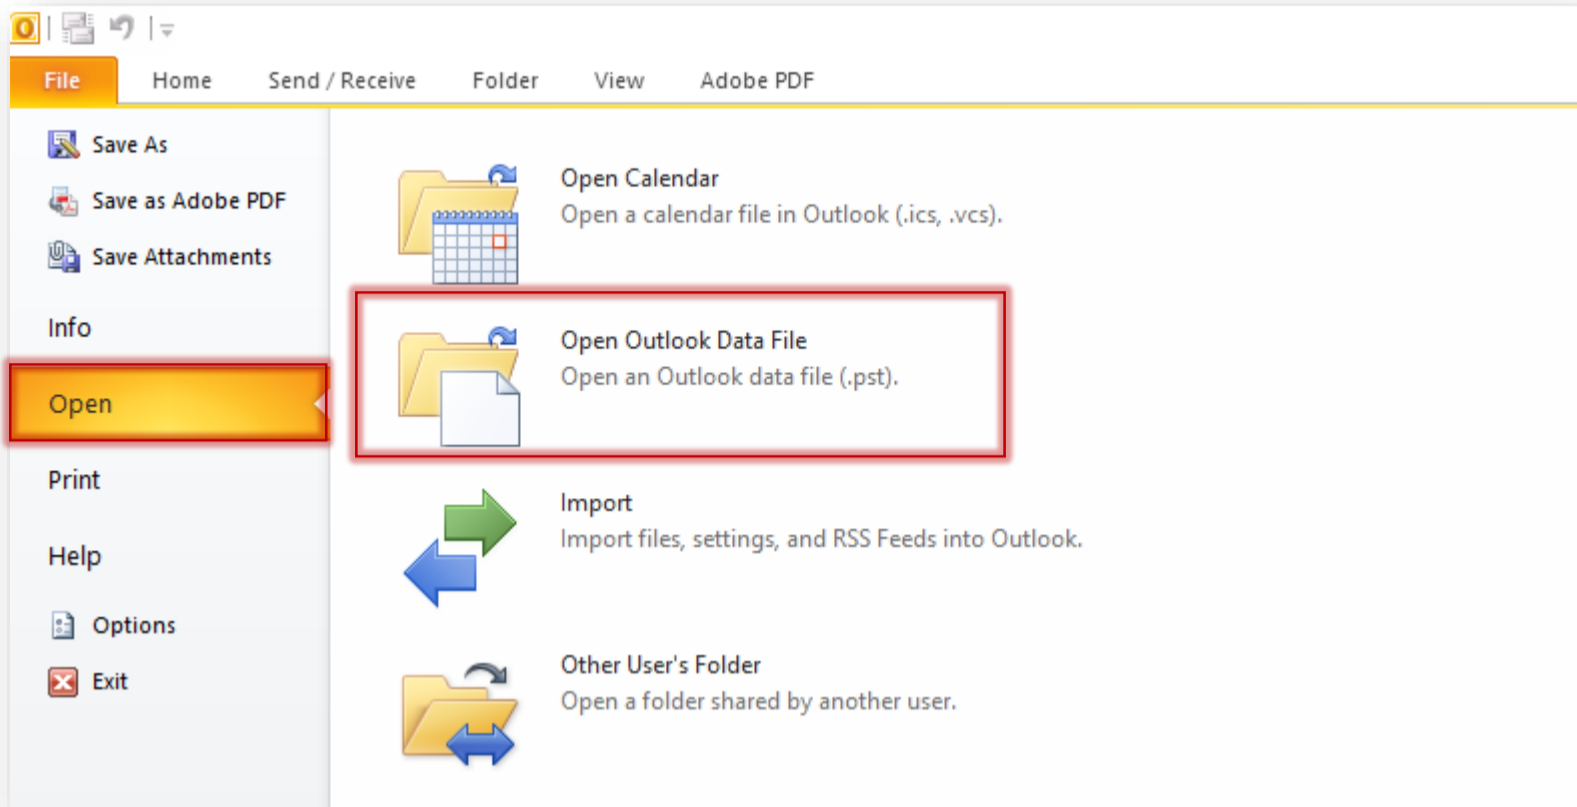 File Home Send / Receive Folder View Adobe PDF
Save As
Save as Adobe PDF
Save Attachments
Info
Open
Print
Help
Options
Exit
Open Calendar
Open a calendar file in Outlook (.ics, .vcs).
Open Outlook Data File
Open an Outlook data file (.pst).
Import
Import files, settings, and RSS Feeds into Outlook.
Other User's Folder
Open a folder shared by another user.